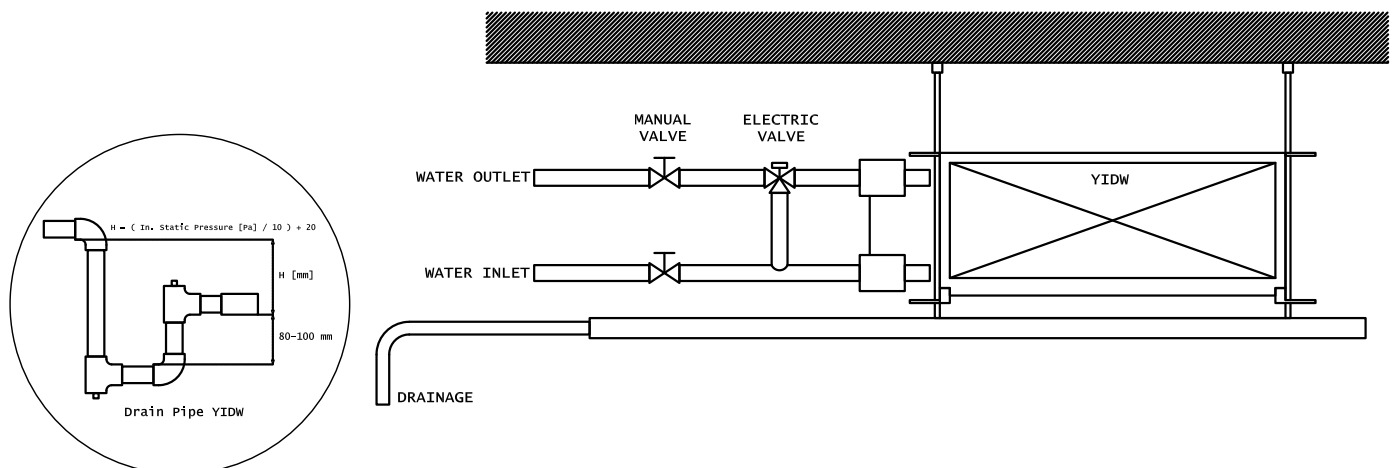 MANUAL
VALVE
ELECTRIC
VALVE
WATER OUTLET
YIDW
H = ( In. Static Pressure [Pa] / 10 ) + 20
WATER INLET
H [mm]
80-100 mm
DRAINAGE
Drain Pipe YIDW